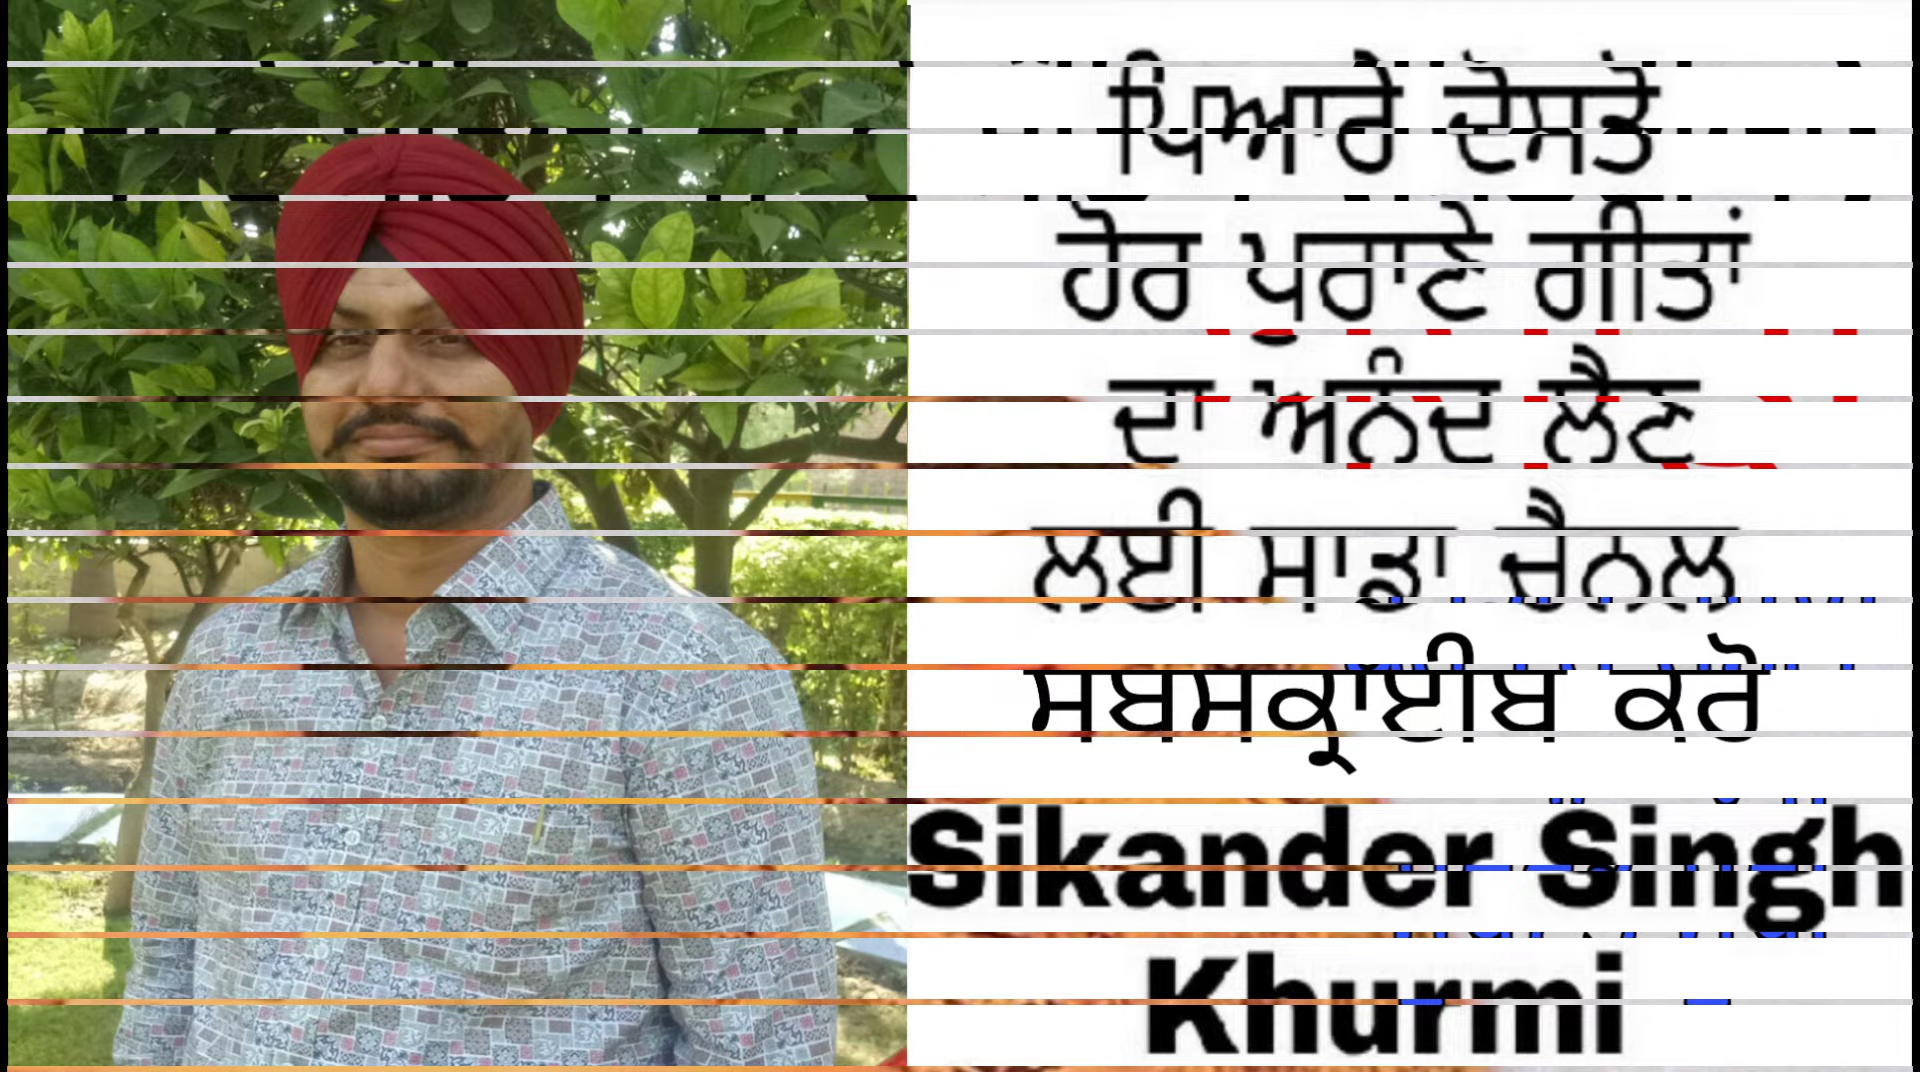 ਪਿਆਰੇ ਦੋਸਤੋ
ਹੋਰ ਪੁਰਾਣੇ ਗੀਤਾਂ
ਦਾ ਅਨੰਦ ਲੈਣ
ਲਈ ਸਾਡਾ ਚੈਨਲ
ਸਬਸਕ੍ਰਾਈਬ ਕਰੋ
Sikander Singh
Khurmi